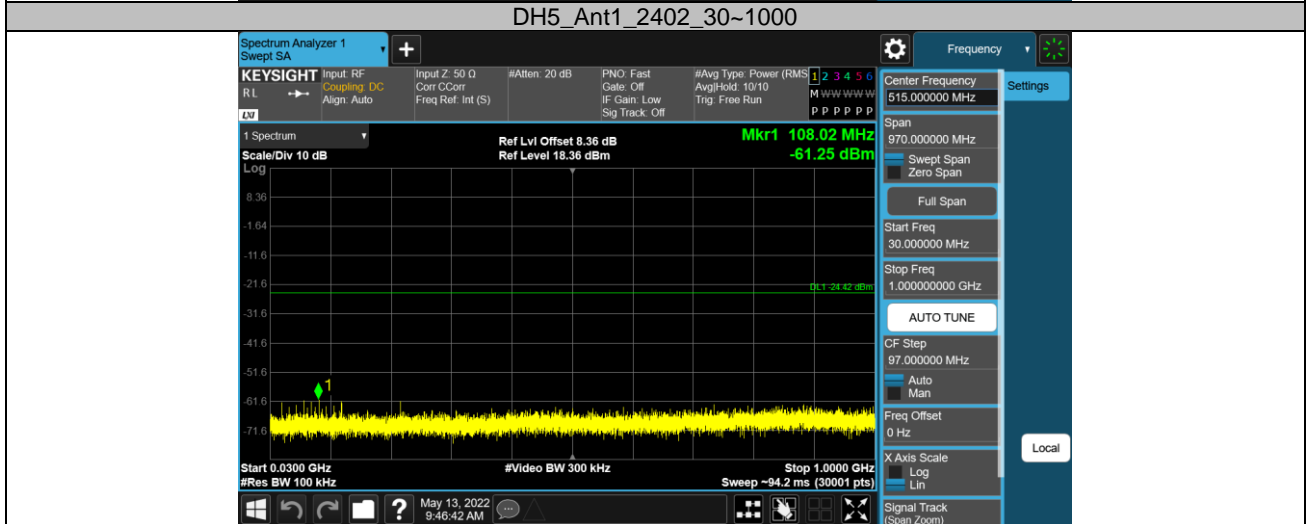 DH5_Ant1_2402_30~1000
Spectrum Analyzer 1
Swept SA
Frequency
KEYSIGHT
RL
LXI
Input: RF
Coupling: DC
Align: Auto
Input Z: 50 Ω
Corr CCorr
Freq Ref: Int (S)
#Atten: 20 dB
PNO: Fast
Gate: Off
IF Gain: Low
Sig Track: Off
#Avg Type: Power (RMS
Avg|Hold: 10/10
Trig: Free Run
1 2 3 4 5 6
M W W W W W
P P P P P P
1 Spectrum
Scale/Div 10 dB
Log
Ref Lvl Offset 8.36 dB
Ref Level 18.36 dBm
Mkr1 108.02 MHz
-61.25 dBm
8.36
-1.64
-11.6
-21.6
-31.6
-41.6
-51.6
-61.6
-71.6
DL1 -24.42 dBm
1
Start 0.0300 GHz
#Res BW 100 kHz
#Video BW 300 kHz
Stop 1.0000 GHz
Sweep ~94.2 ms (30001 pts)
May 13, 2022
9:46:42 AM
Center Frequency
515.000000 MHz
Span
970.000000 MHz
Swept Span
Zero Span
Full Span
Start Freq
30.000000 MHz
Stop Freq
1.000000000 GHz
AUTO TUNE
CF Step
97.000000 MHz
Auto
Man
Freq Offset
0 Hz
X Axis Scale
Log
Lin
Signal Track
(Span Zoom)
Settings
Local